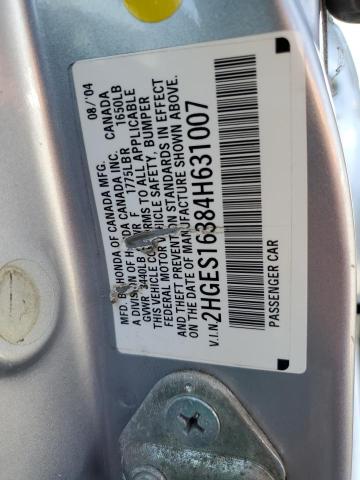 MFD BY HONDA OF CANADA MFG. 08/'04
A DIVISION OF HONDA CANADA INC. CANADA
GVWR 3440LB F 1775LB R 1650LB
THIS VEHICLE CONFORMS TO ALL APPLICABLE
FEDERAL MOTOR VEHICLE SAFETY, BUMPER
AND THEFT PREVENTION STANDARDS IN EFFECT
ON THE DATE OF MANUFACTURE SHOWN ABOVE.
V.I.N. 2HGES16384H631007
PASSENGER CAR